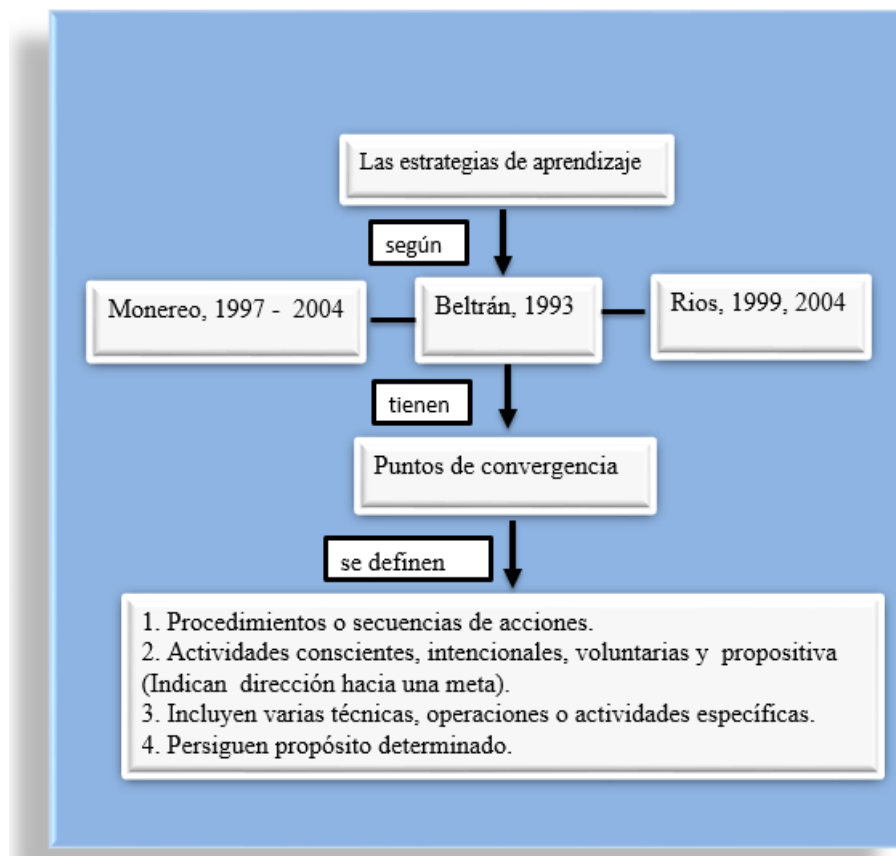 Las estrategias de aprendizaje
según
Monereo, 1997 - 2004
Beltrán, 1993
Rios, 1999, 2004
tienen
Puntos de convergencia
se definen
1. Procedimientos o secuencias de acciones.
2. Actividades conscientes, intencionales, voluntarias y propositiva
(Indican dirección hacia una meta).
3. Incluyen varias técnicas, operaciones o actividades específicas.
4. Persiguen propósito determinado.